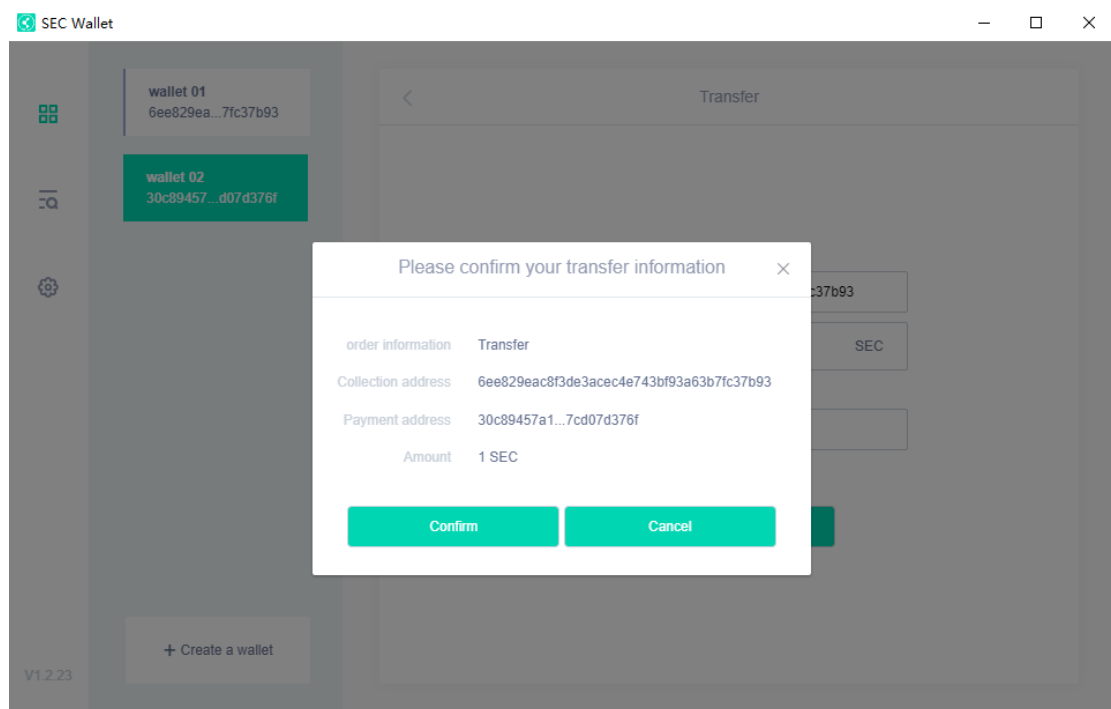 SEC Wallet
wallet 01
6ee829ea...7fc37b93
wallet 02
30c89457...d07d376f
+ Create a wallet
V1.2.23
Transfer
c37b93
SEC
Please confirm your transfer information
order information Transfer
Collection address 6ee829eac8f3de3acec4e743bf93a63b7fc37b93
Payment address 30c89457a1...7cd07d376f
Amount 1 SEC
Confirm Cancel